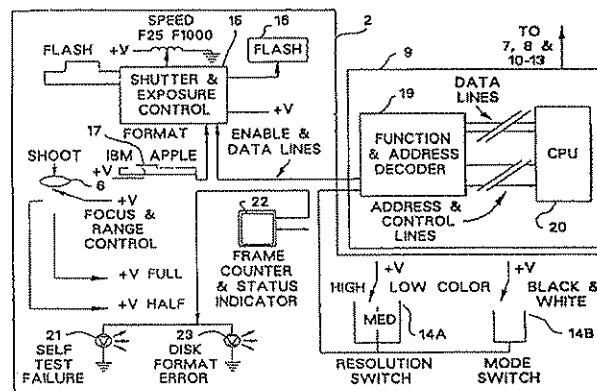 SPEED
F25 F1000
+V
15
16
2
FLASH
FLASH
SHUTTER &
EXPOSURE
CONTROL
+V
FORMAT
17
IBM APPLE
+V
ENABLE &
DATA LINES
SHOOT
6
+V
FOCUS &
RANGE
CONTROL
+V FULL
+V HALF
22
FRAME
COUNTER
& STATUS
INDICATOR
21
SELF
TEST
FAILURE
23
DISK
FORMAT
ERROR
TO
7, 8 &
10-13
9
19
DATA
LINES
FUNCTION
& ADDRESS
DECODER
CPU
ADDRESS
& CONTROL
LINES
20
+V
+V
HIGH LOW COLOR BLACK &
WHITE
MED
14A
14B
RESOLUTION
SWITCH
MODE
SWITCH